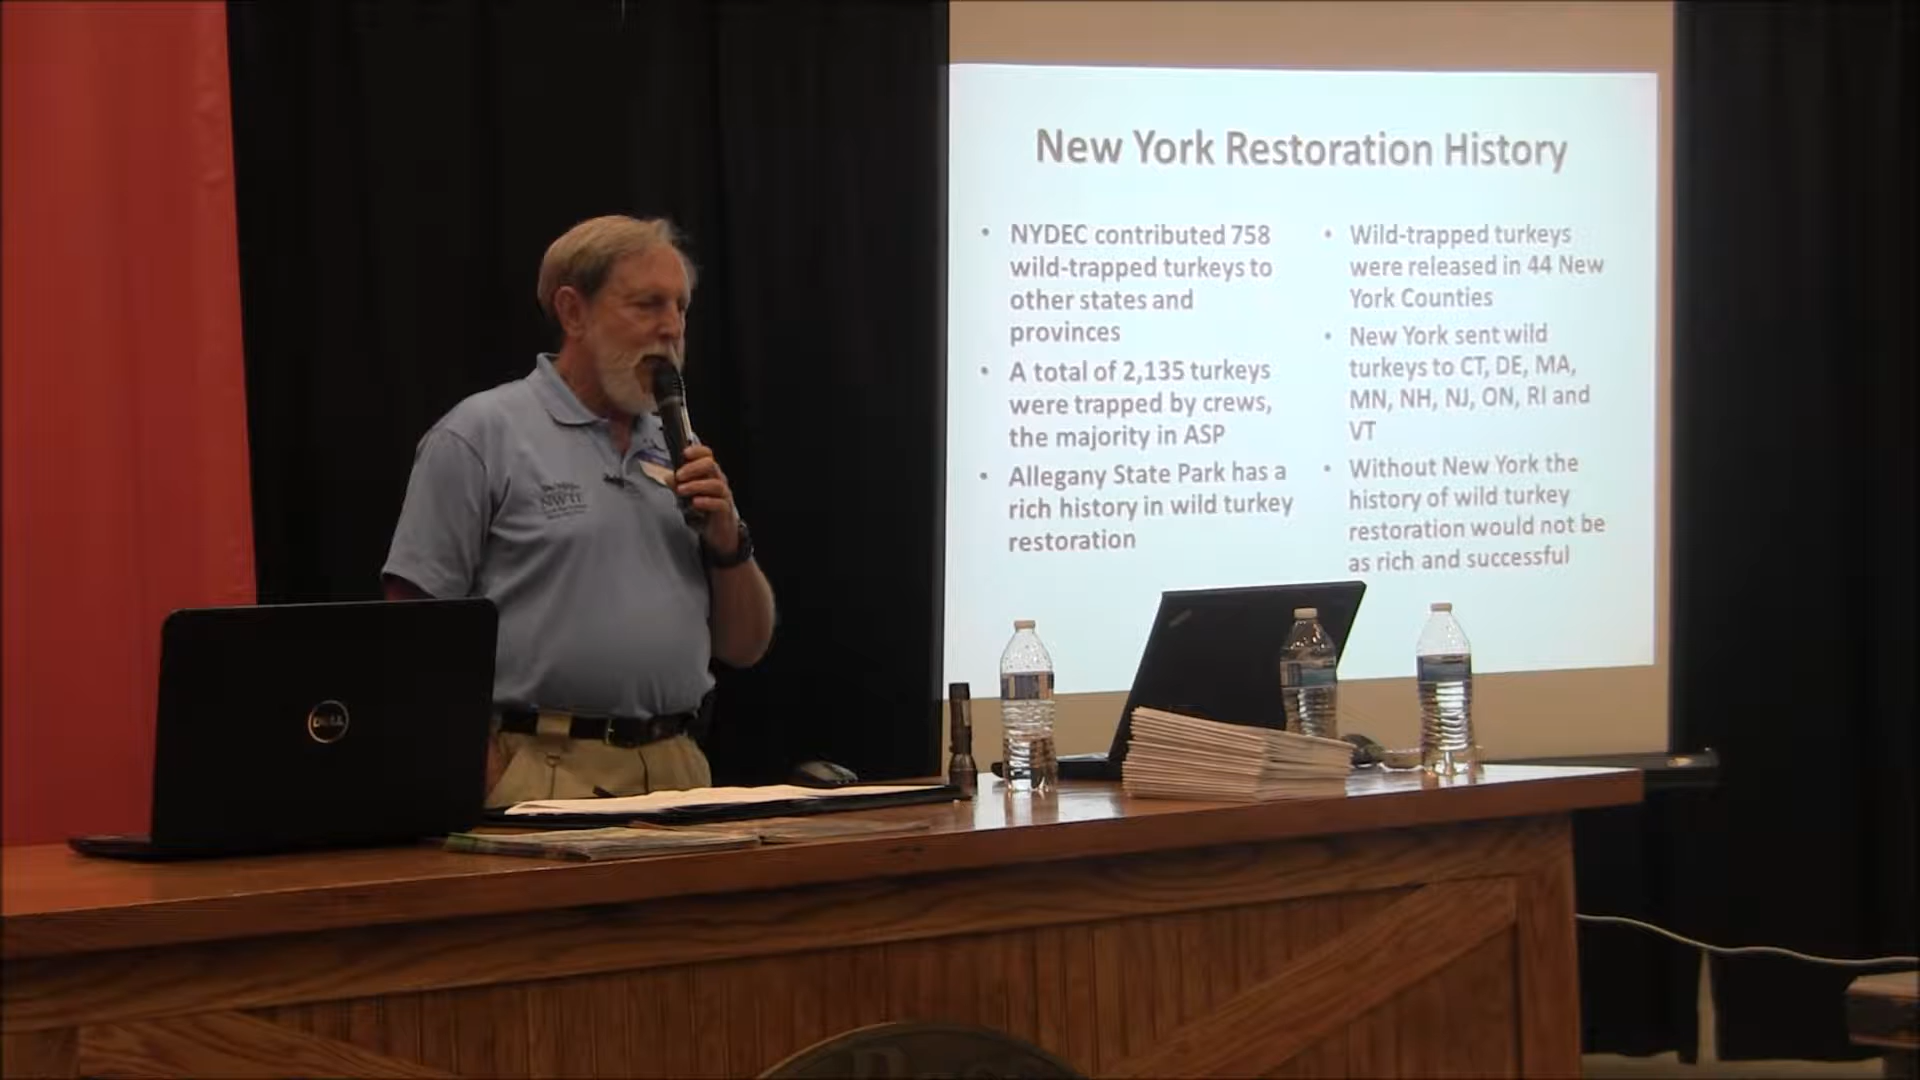 New York Restoration History
• NYDEC contributed 758
wild-trapped turkeys to
other states and
provinces
• A total of 2,135 turkeys
were trapped by crews,
the majority in ASP
• Allegany State Park has a
rich history in wild turkey
restoration
• Wild-trapped turkeys
were released in 44 New
York Counties
• New York sent wild
turkeys to CT, DE, MA,
MN, NH, NJ, ON, RI and
VT
• Without New York the
history of wild turkey
restoration would not be
as rich and successful
NWTF
DELL